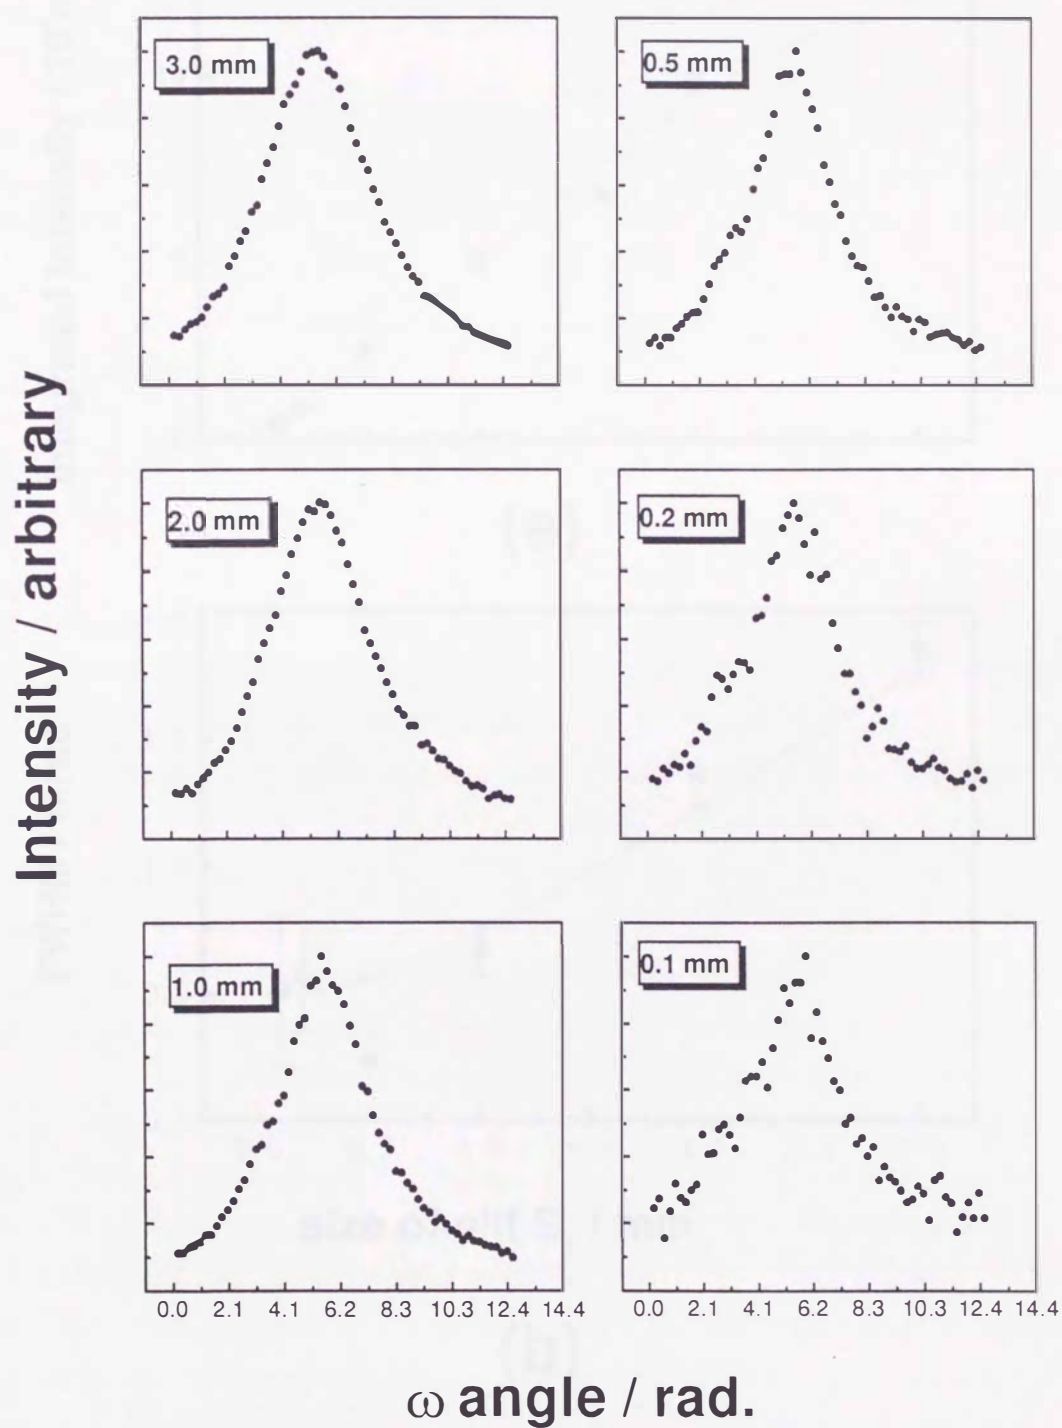 3.0 mm
0.5 mm
2.0 mm
0.2 mm
1.0 mm
0.1 mm
Intensity / arbitrary
0.0 2.1 4.1 6.2 8.3 10.3 12.4 14.4
0.0 2.1 4.1 6.2 8.3 10.3 12.4 14.4
ω angle / rad.